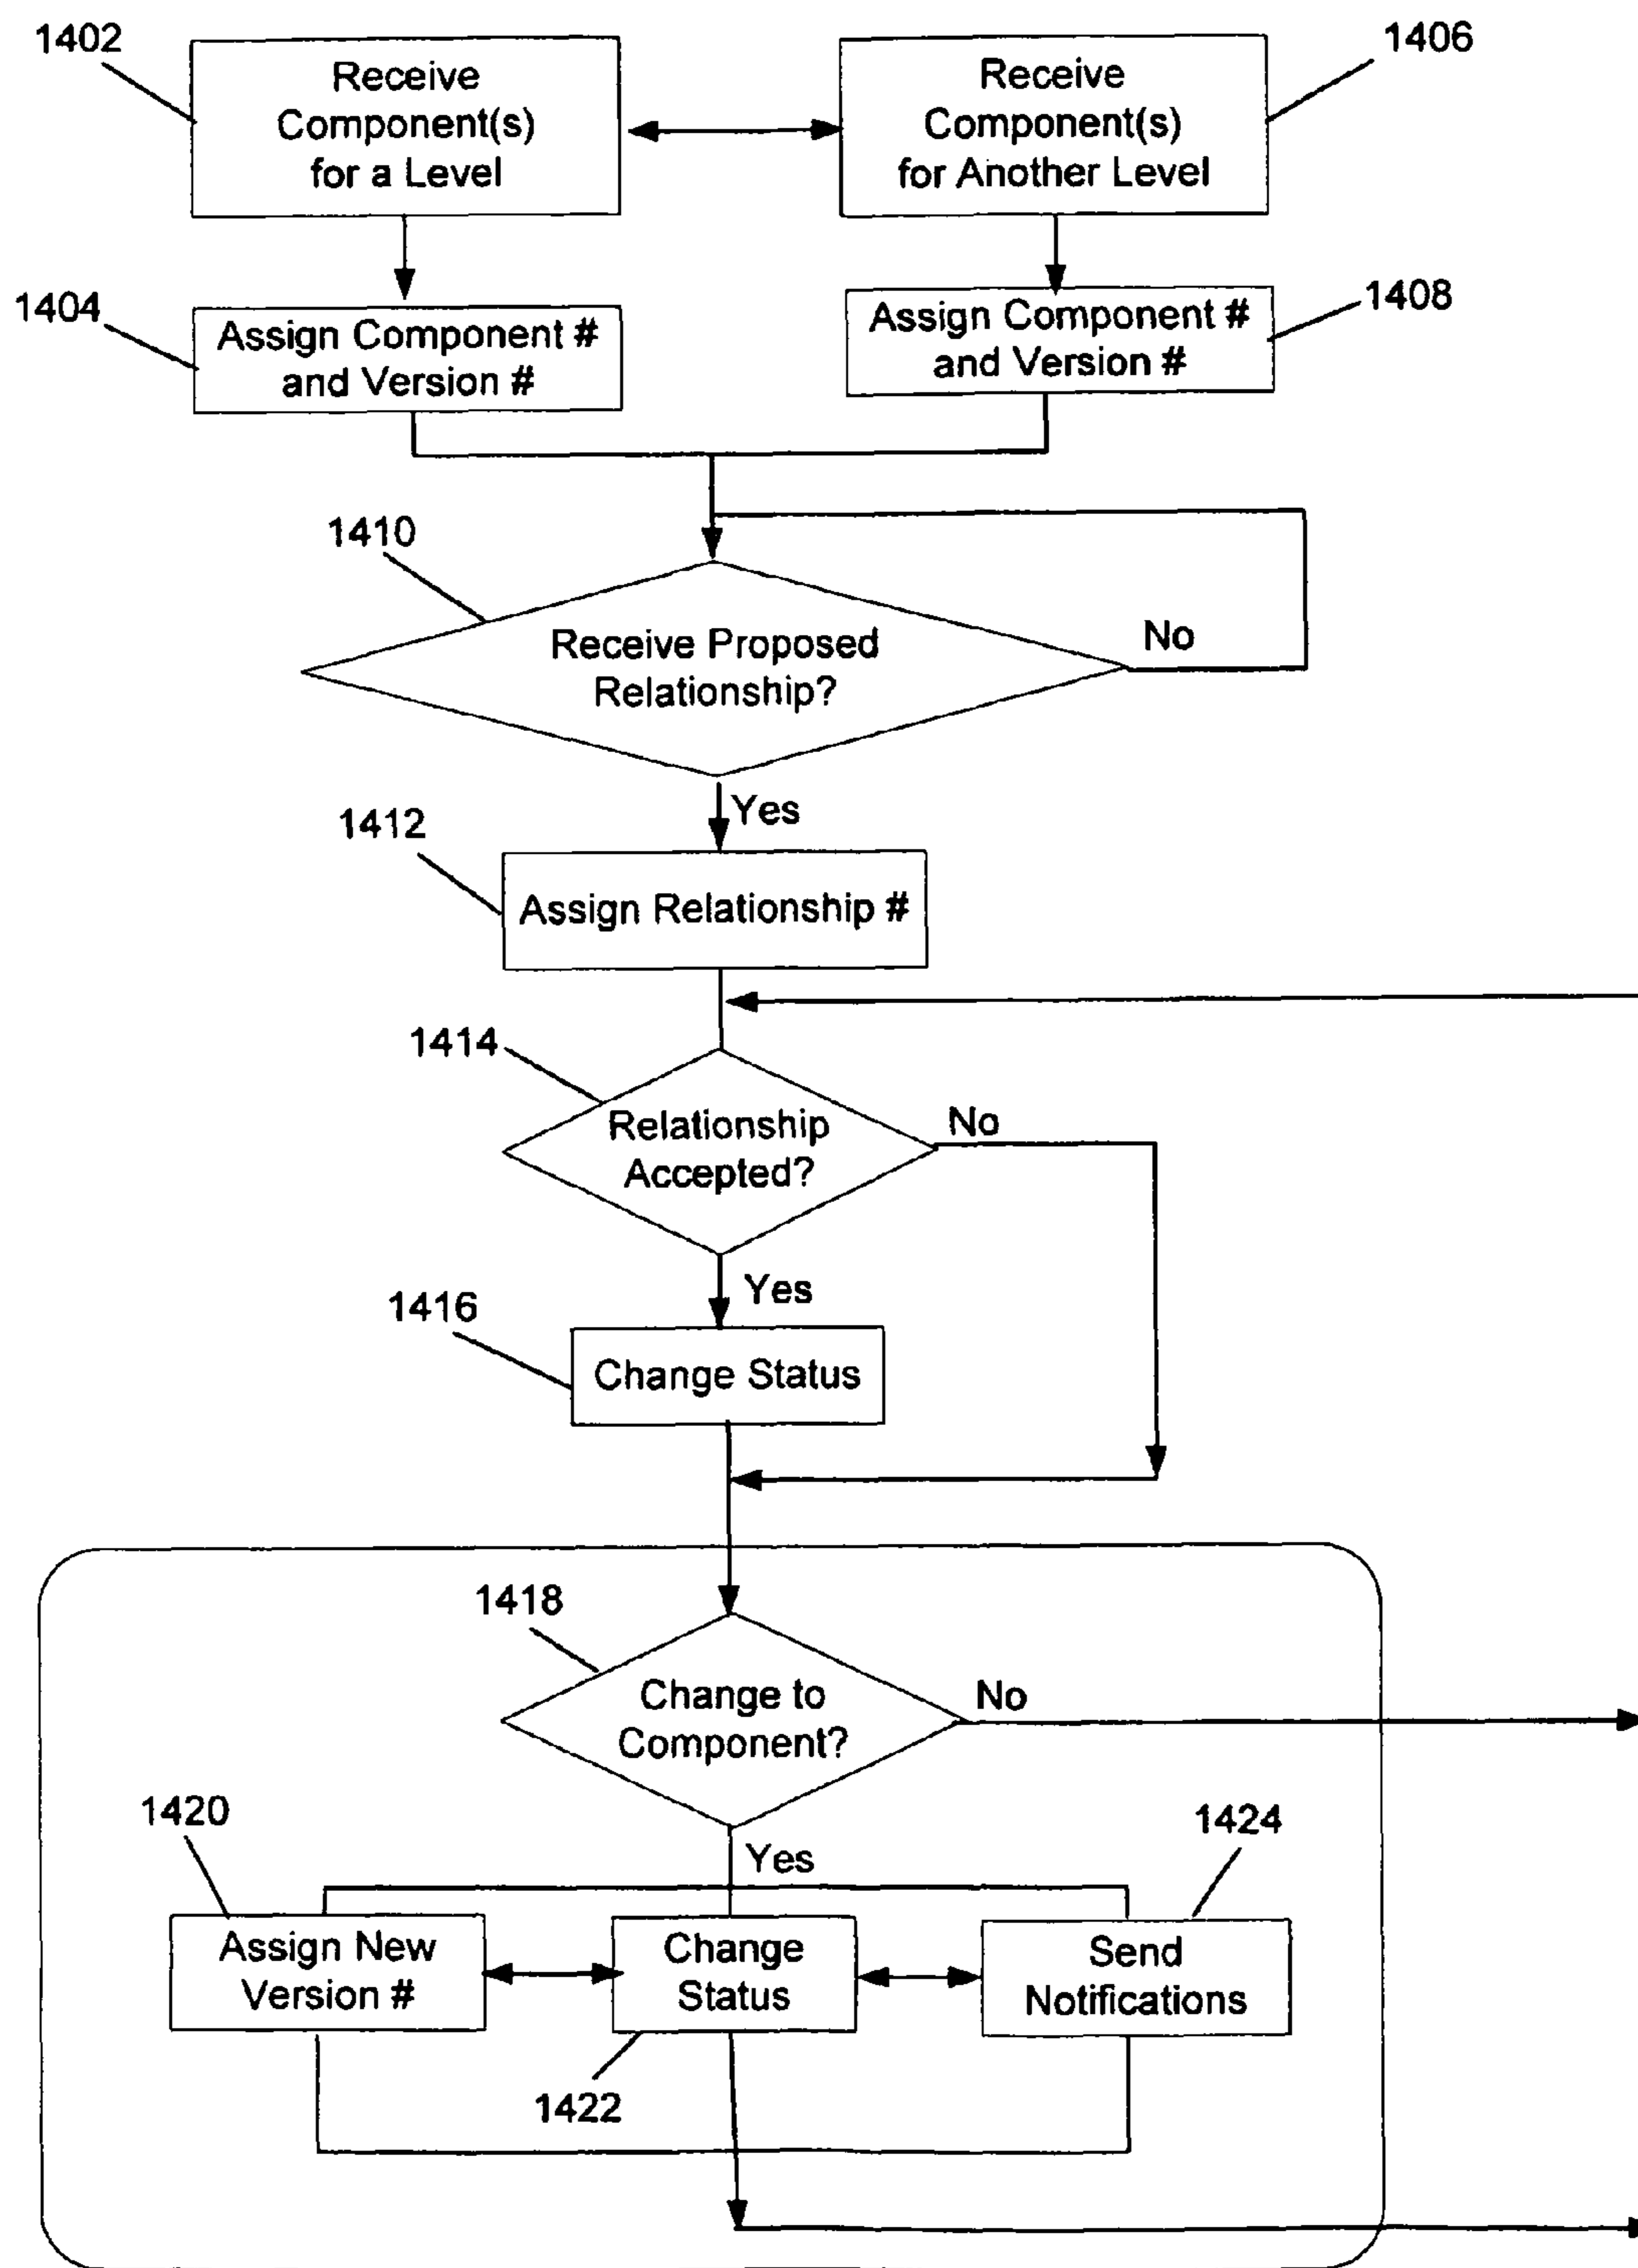 1402
Receive
Component(s)
for a Level
1406
Receive
Component(s)
for Another Level
1404
Assign Component #
and Version #
1408
Assign Component #
and Version #
1410
Receive Proposed
Relationship?
No
Yes
1412
Assign Relationship #
1414
Relationship
Accepted?
No
Yes
1416
Change Status
1418
Change to
Component?
No
Yes
1420
Assign New
Version #
Change
Status
1422
1424
Send
Notifications